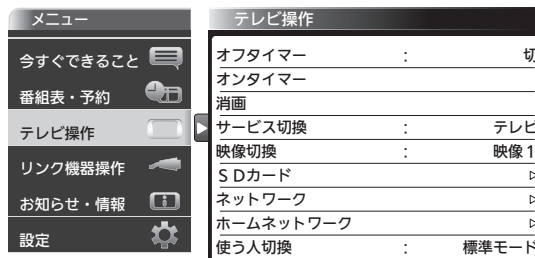 メニュー
今すぐできること
番組表・予約
テレビ操作
リンク機器操作
お知らせ・情報
設定
テレビ操作
オフタイマー : 切
オンタイマー
消画
サービス切換 : テレビ
映像切換 : 映像1
SDカード
ネットワーク
ホームネットワーク
使う人切換 : 標準モード